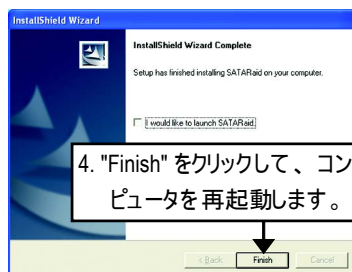 InstallShield Wizard
InstallShield Wizard Complete
Setup has finished installing SATARaid on your computer.
I would like to launch SATARaid.
4. "Finish" をクリックして、コン
ピュータを再起動します。
< Back
Finish
Cancel